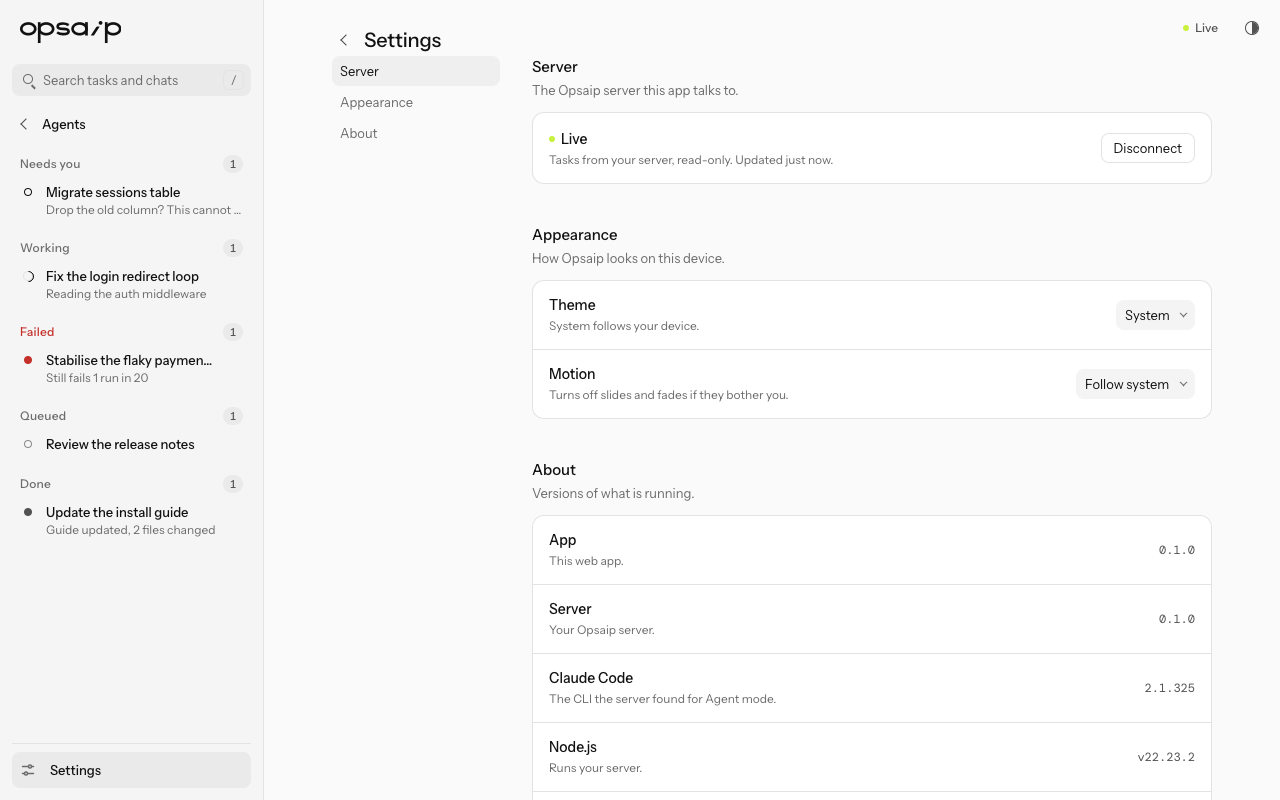 opsaip
Search tasks and chats /
Agents
Needs you 1
Migrate sessions table
Drop the old column? This cannot …
Working 1
Fix the login redirect loop
Reading the auth middleware
Failed 1
Stabilise the flaky paymen…
Still fails 1 run in 20
Queued 1
Review the release notes
Done 1
Update the install guide
Guide updated, 2 files changed
Settings
Settings
Server
Appearance
About
Live
Server
The Opsaip server this app talks to.
Live
Tasks from your server, read-only. Updated just now.
Disconnect
Appearance
How Opsaip looks on this device.
Theme
System follows your device.
System
Motion
Turns off slides and fades if they bother you.
Follow system
About
Versions of what is running.
App
This web app.
0.1.0
Server
Your Opsaip server.
0.1.0
Claude Code
The CLI the server found for Agent mode.
2.1.325
Node.js
Runs your server.
v22.23.2